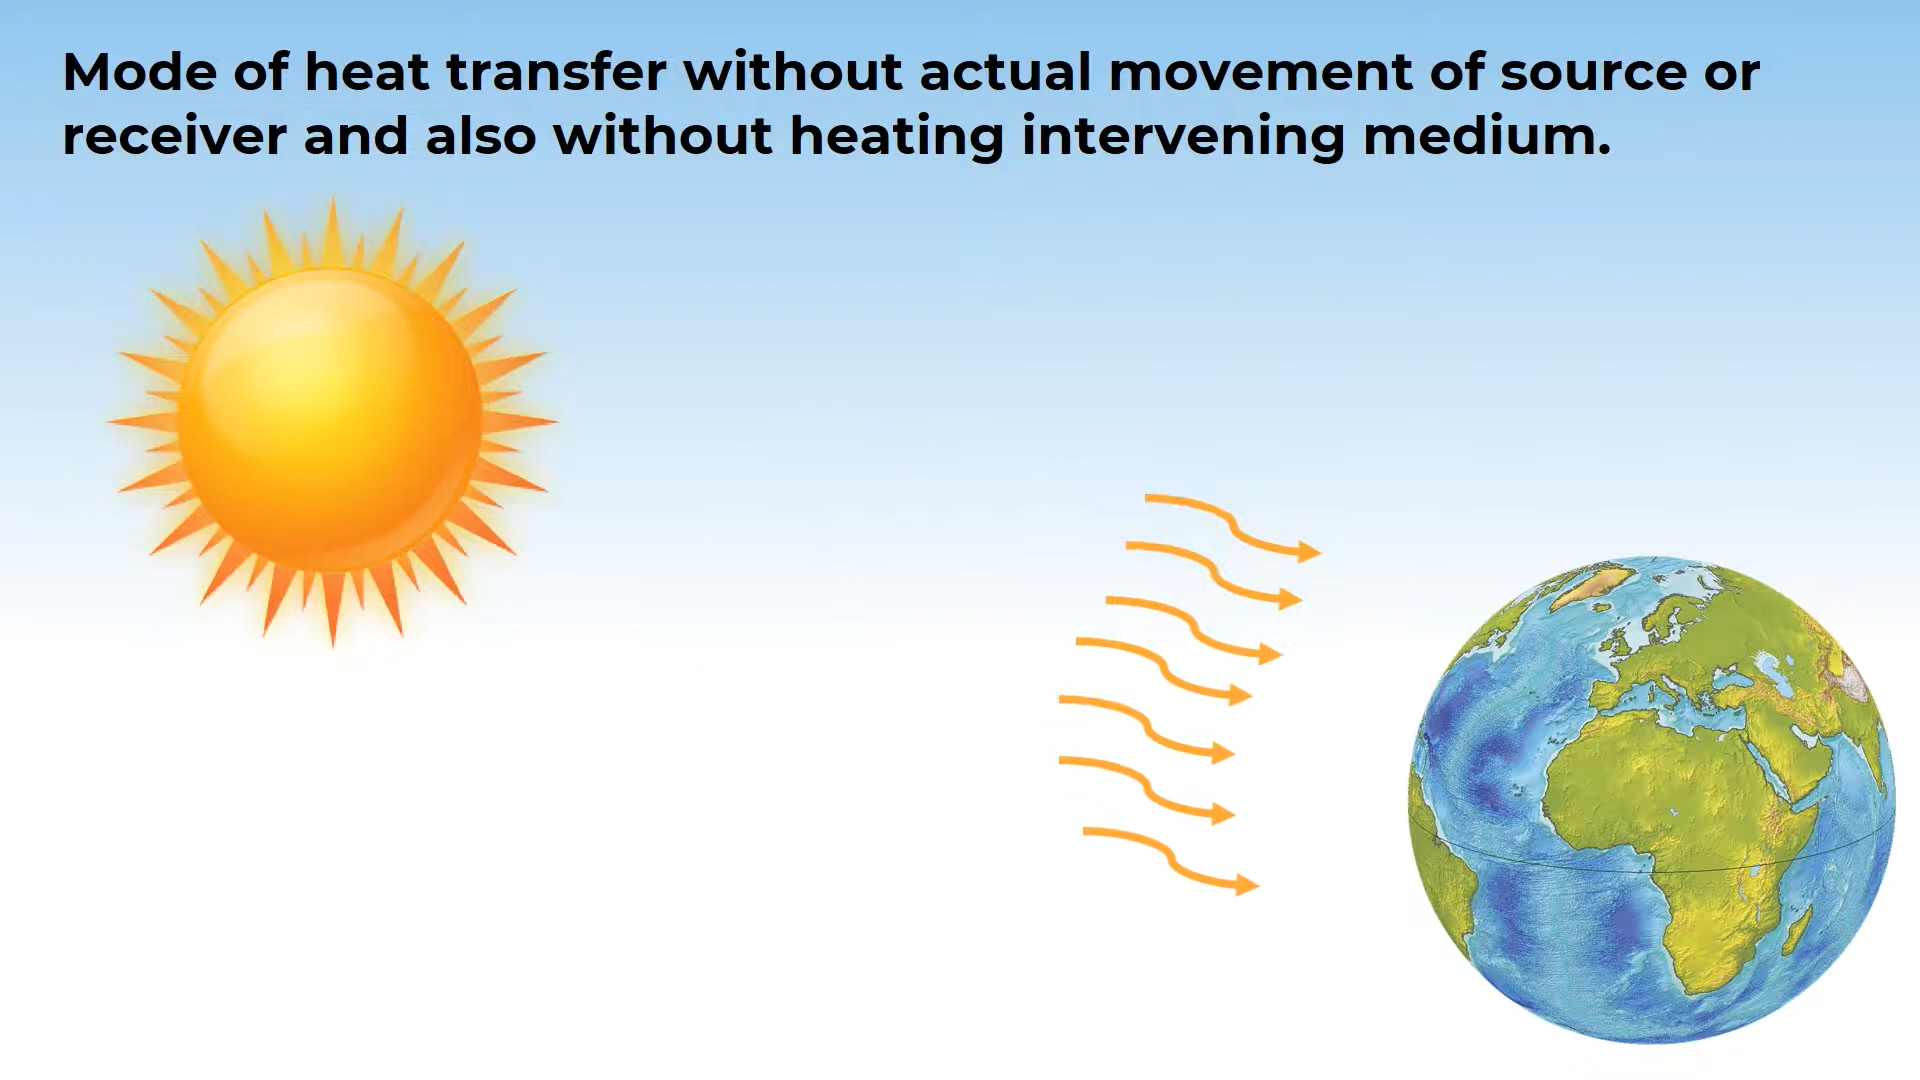 Mode of heat transfer without actual movement of source or
receiver and also without heating intervening medium.